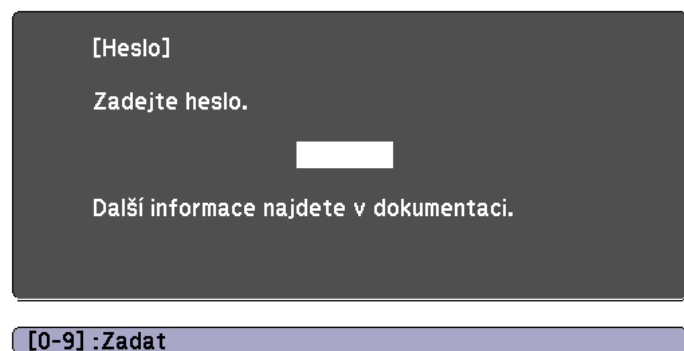 [Heslo]
Zadejte heslo.
Další informace najdete v dokumentaci.
[0-9]:Zadat